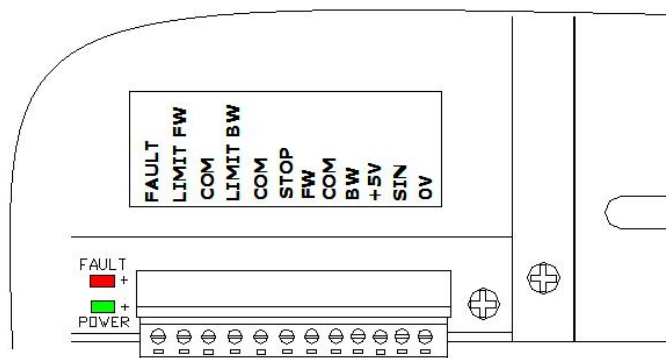 FAULT
LIMIT FW
COM
LIMIT BW
COM
STOP
FW
COM
BW
+5V
SIN
0V
FAULT
+
+
POWER